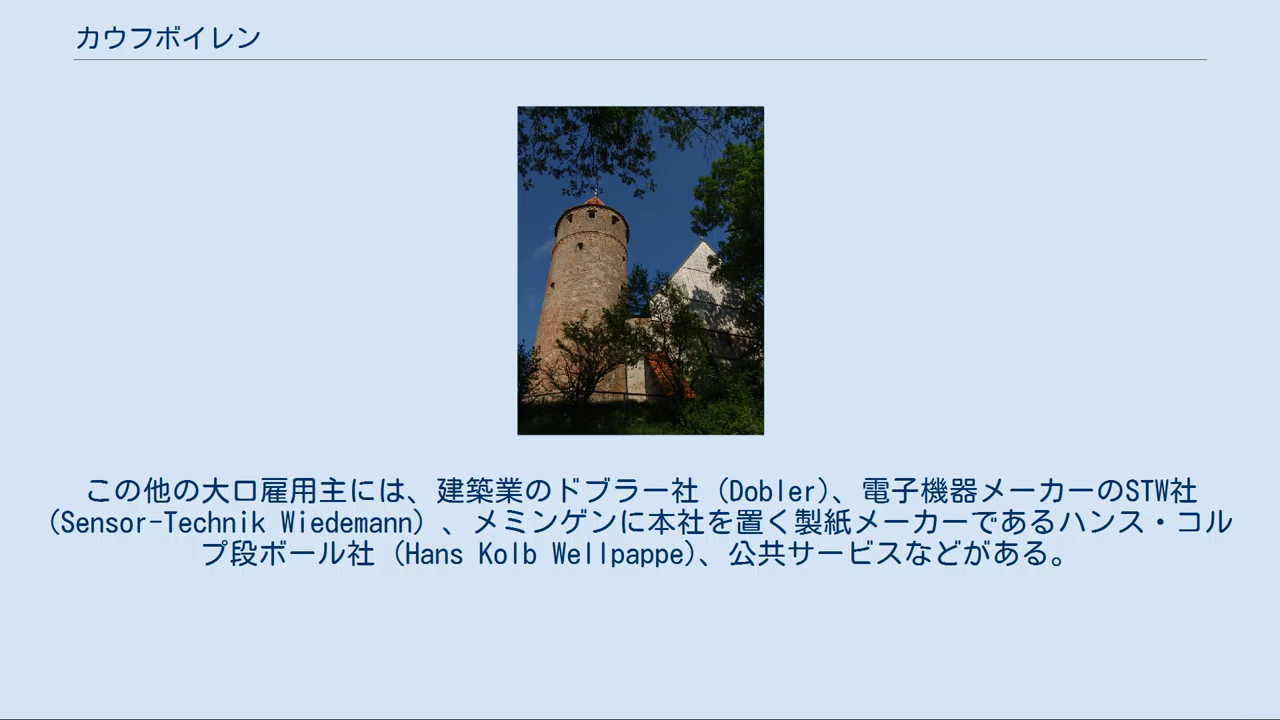 カウフボイレン
この他の大口雇用主には、建築業のドブラー社（Dobler）、電子機器メーカーのSTW社
（Sensor-Technik Wiedemann）、メミンゲンに本社を置く製紙メーカーであるハンス・コル
プ段ボール社（Hans Kolb Wellpappe）、公共サービスなどがある。